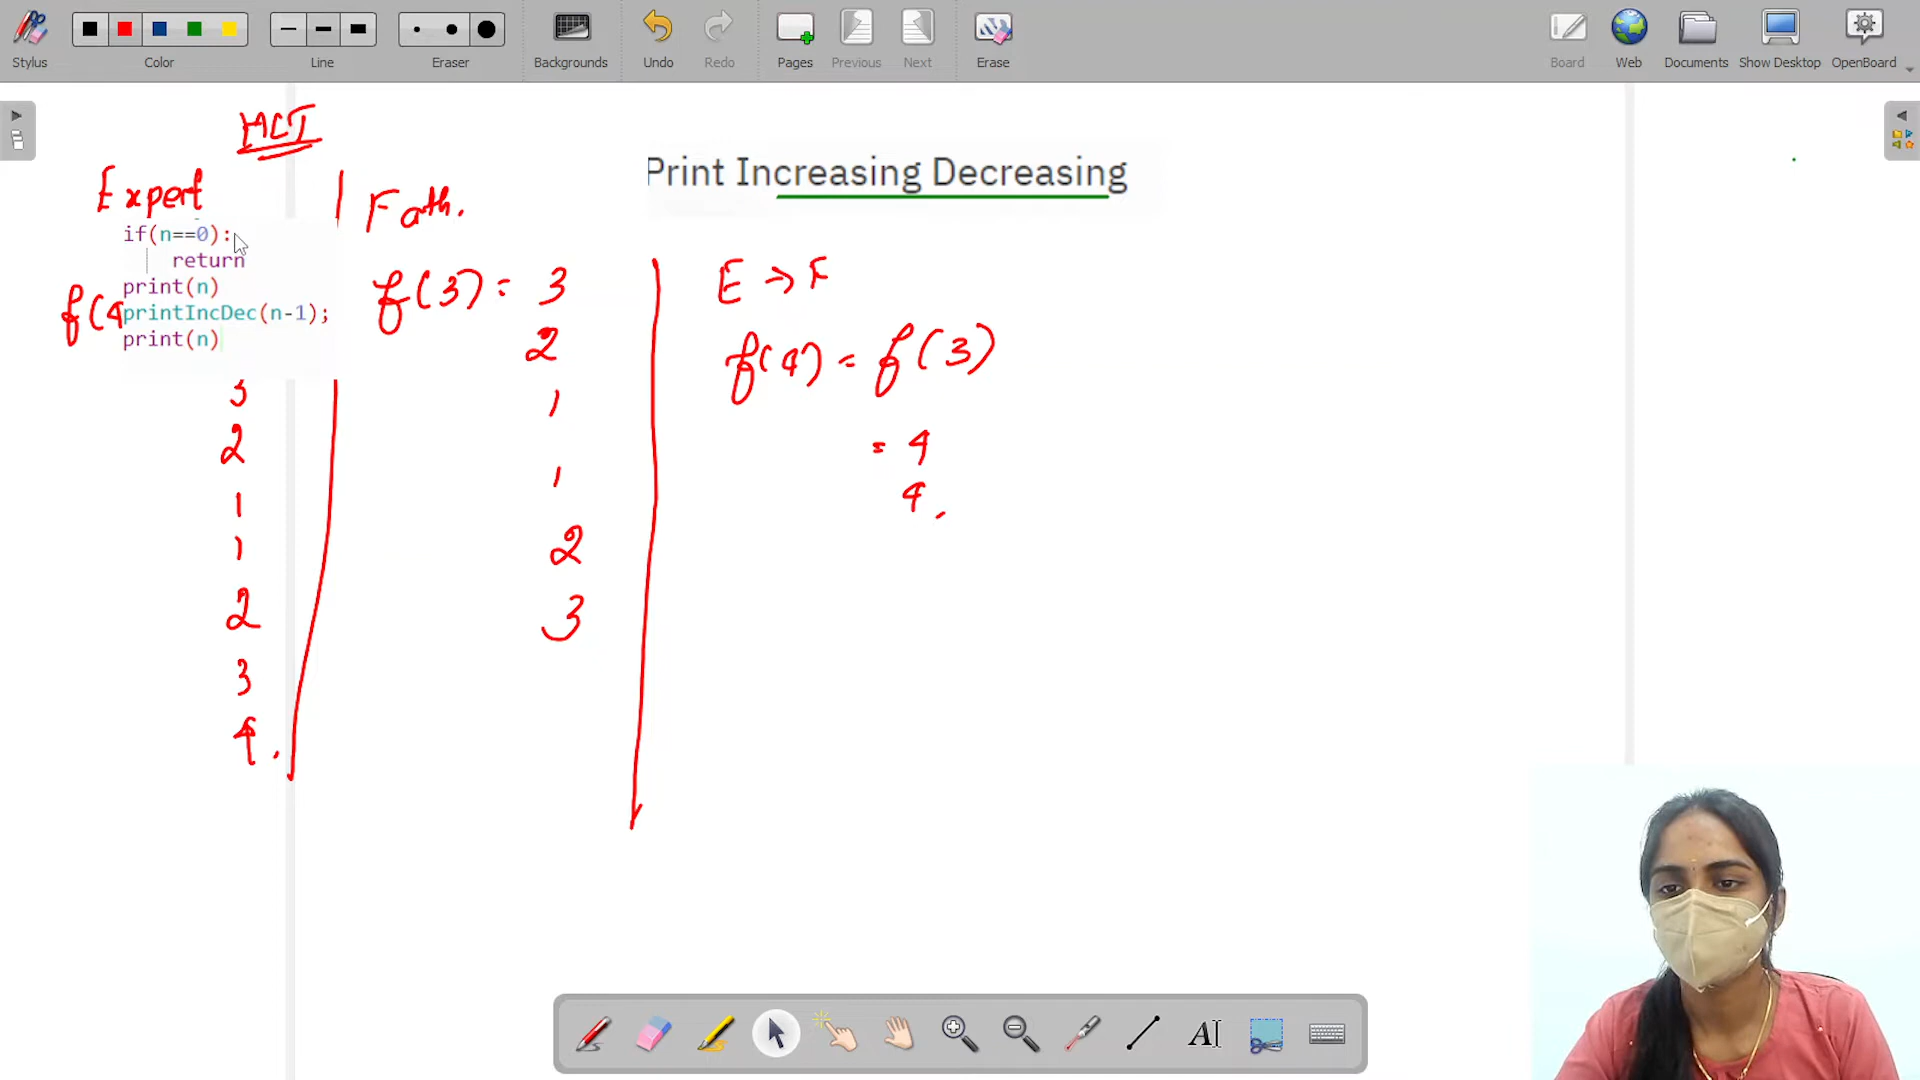 Stylus
Color
Line
Eraser
Backgrounds
Undo
Redo
Pages
Previous
Next
Erase
Board
Web
Documents
Show Desktop
OpenBoard
Print Increasing Decreasing
Expert
Faith.
if(n==0):
return
print(n)
f(4
printIncDec(n-1);
print(n)
3
2
1
1
2
3
4.
f(3) = 3
2
1
1
2
3
E → F
f(4) = f(3)
= 4
4.